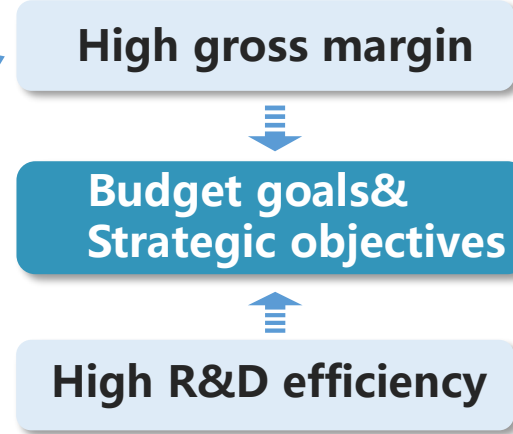 High gross margin
Budget goals&
Strategic objectives
High R&D efficiency